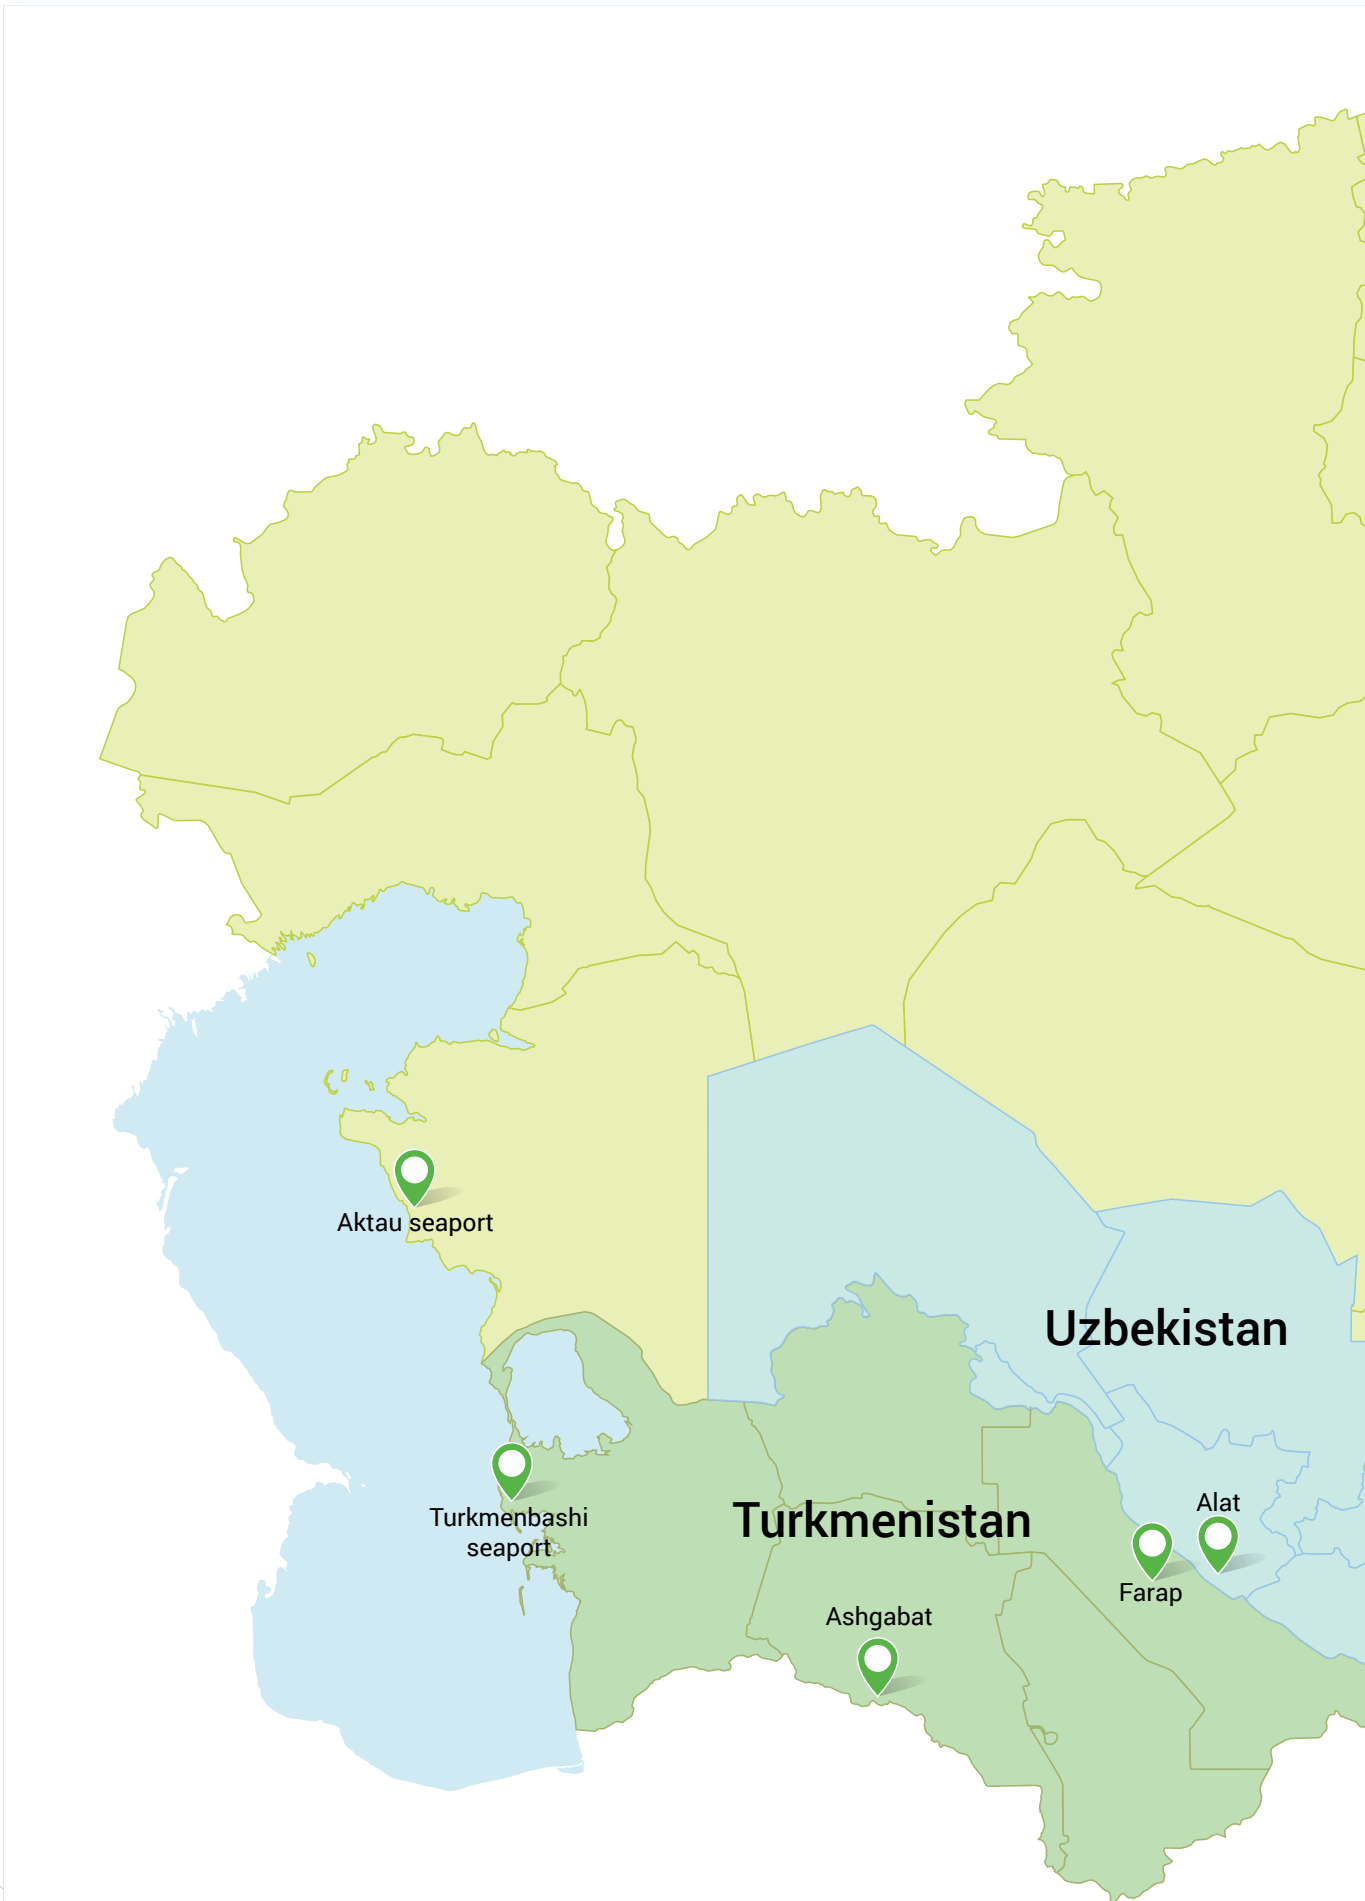 Aktau seaport
Uzbekistan
Turkmenbashi
seaport
Turkmenistan
Alat
Farap
Ashgabat